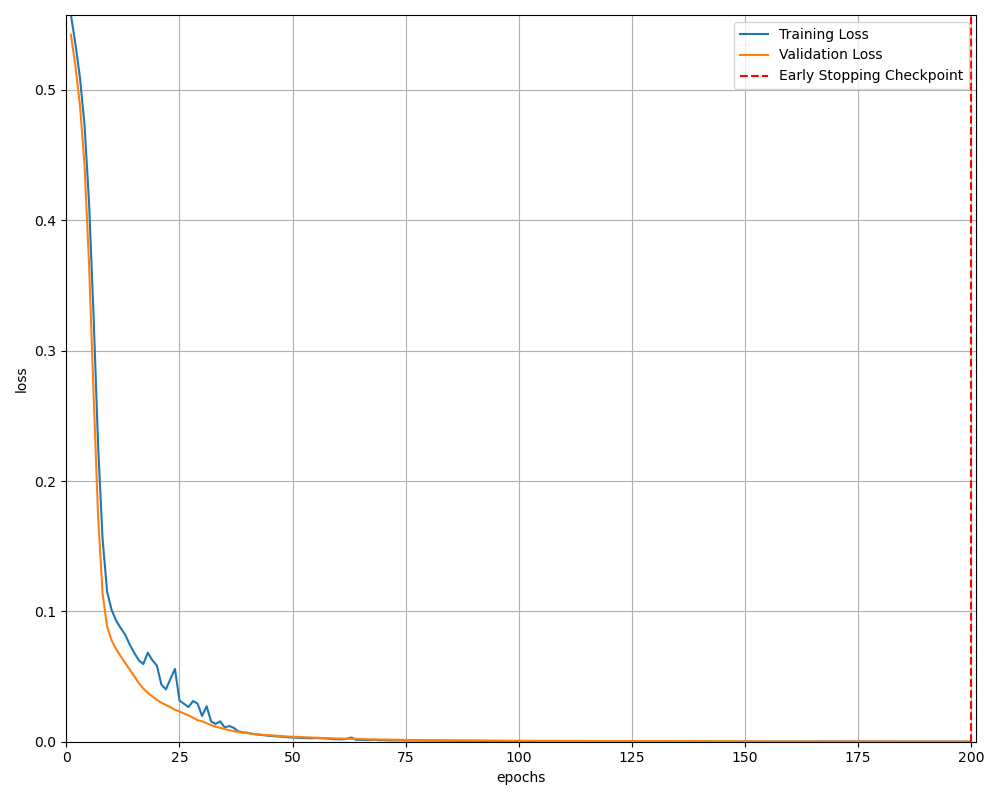 Training Loss
Validation Loss
Early Stopping Checkpoint
0.5
0.4
0.3
0.2
0.1
0.0
loss
0 25 50 75 100 125 150 175 200
epochs